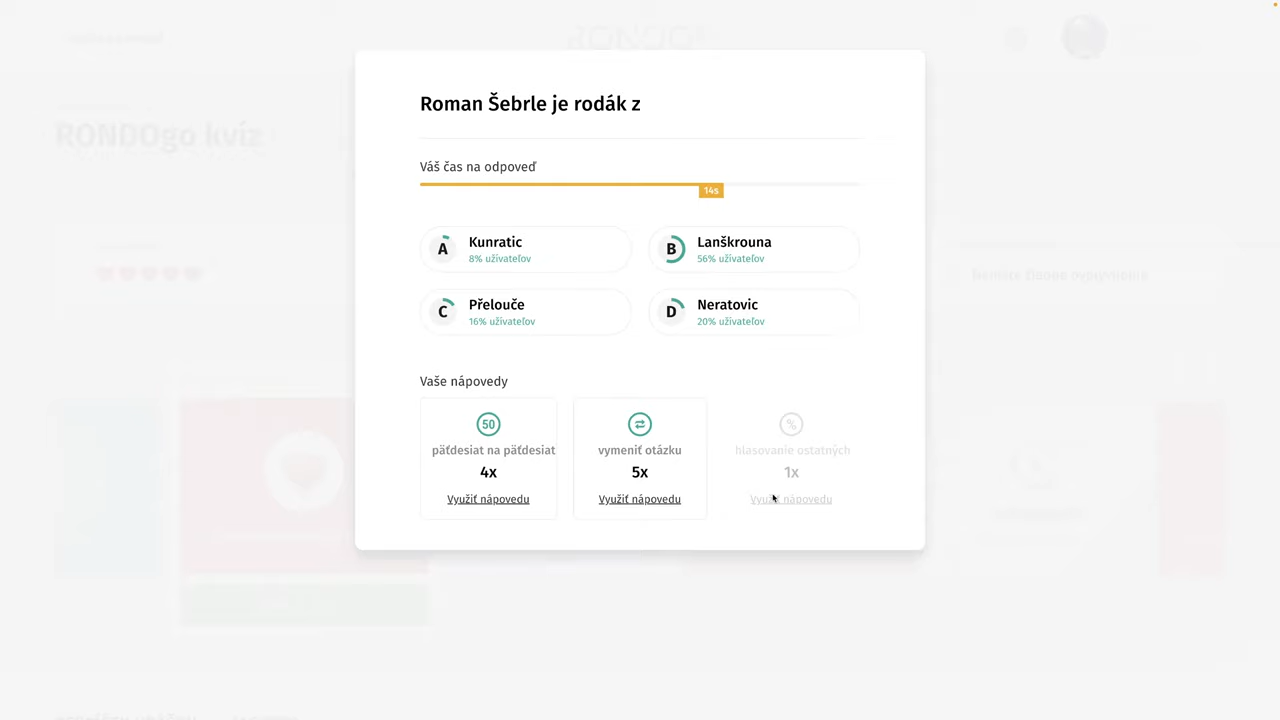 RONDOgo kvíz
Roman Šebrle je rodák z
Váš čas na odpoveď
14s
A Kunratic
8% užívateľov
B Lanškrouna
56% užívateľov
C Přelouče
16% užívateľov
D Neratovic
20% užívateľov
Vaše nápovedy
50
päťdesiat na päťdesiat
4x
Využiť nápovedu
vymeniť otázku
5x
Využiť nápovedu
%
hlasovanie ostatných
1x
Využiť nápovedu